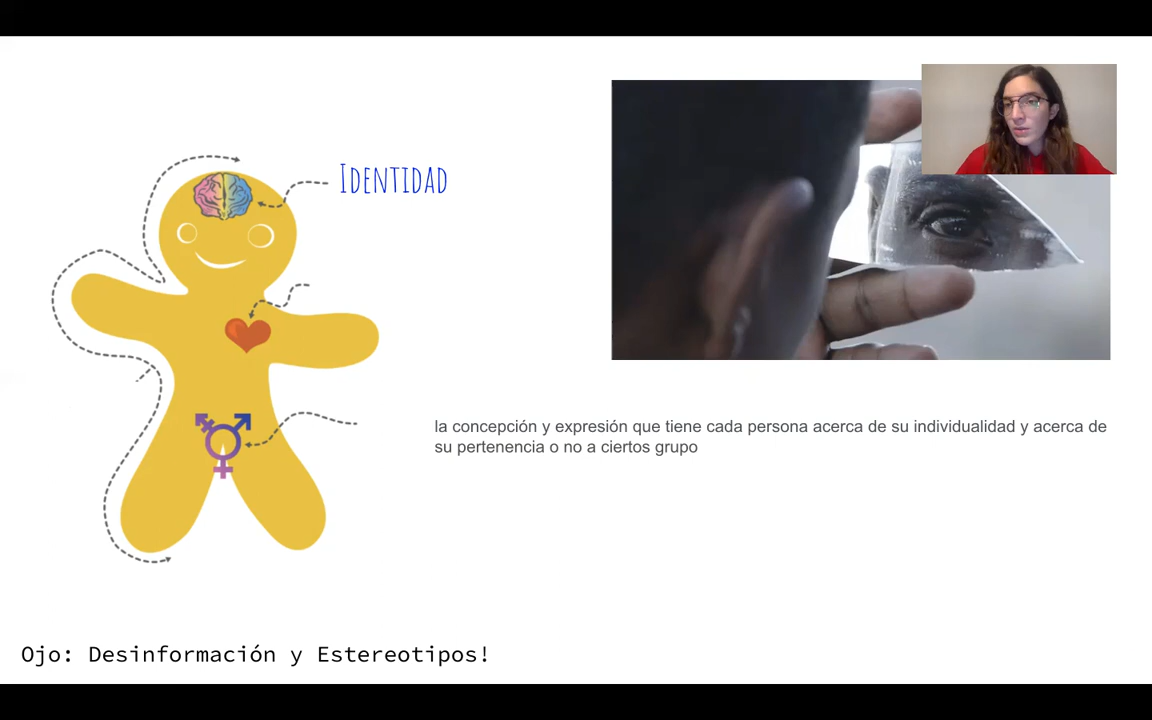 Identidad
la concepción y expresión que tiene cada persona acerca de su individualidad y acerca de
su pertenencia o no a ciertos grupo
Ojo: Desinformación y Estereotipos!